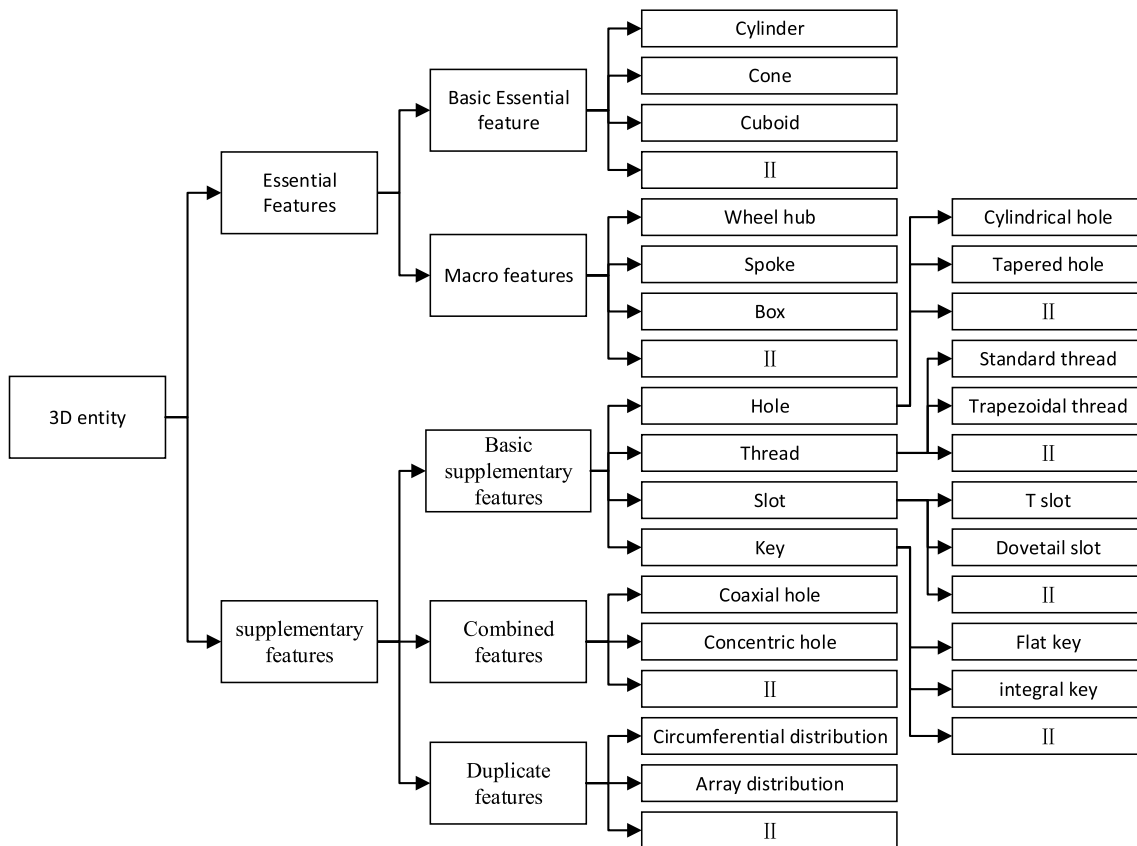 Cylinder
Cone
Basic Essential
feature
Cuboid
Ⅱ
Essential
Features
Wheel hub
Cylindrical hole
Spoke
Tapered hole
Macro features
Box
Ⅱ
Ⅱ
Standard thread
3D entity
Hole
Trapezoidal thread
Basic
supplementary
features
Thread
Ⅱ
Slot
T slot
Key
Dovetail slot
Coaxial hole
Ⅱ
supplementary
features
Combined
features
Concentric hole
Flat key
Ⅱ
integral key
Circumferential distribution
Ⅱ
Duplicate
features
Array distribution
Ⅱ